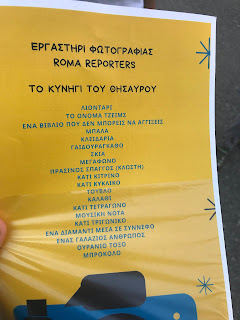 ΕΡΓΑΣΤΗΡΙ ΦΩΤΟΓΡΑΦΙΑΣ
ROMA REPORTERS
ΤΟ ΚΥΝΗΓΙ ΤΟΥ ΘΗΣΑΥΡΟΥ
ΛΙΟΝΤΑΡΙ
ΤΟ ΟΝΟΜΑ ΤΖΕΙΜΣ
ΕΝΑ ΒΙΒΛΙΟ ΠΟΥ ΔΕΝ ΜΠΟΡΕΙΣ ΝΑ ΑΓΓΙΞΕΙΣ
ΜΠΑΛΑ
ΚΛΕΙΔΑΡΙΑ
ΓΑΙΔΟΥΡΑΓΚΑΘΟ
ΣΚΙΑ
ΜΕΓΑΦΩΝΟ
ΠΡΑΣΙΝΟΣ ΣΠΑΓΓΟΣ (ΚΛΩΣΤΗ)
ΚΑΤΙ ΚΙΤΡΙΝΟ
ΚΑΤΙ ΚΥΚΛΙΚΟ
ΤΟΥΒΛΟ
ΚΑΛΑΘΙ
ΚΑΤΙ ΤΕΤΡΑΓΩΝΟ
ΜΟΥΣΙΚΗ ΝΟΤΑ
ΚΑΤΙ ΤΡΙΓΩΝΙΚΟ
ΕΝΑ ΔΙΑΜΑΝΤΙ ΜΕΣΑ ΣΕ ΣΥΝΝΕΦΟ
ΕΝΑΣ ΓΑΛΑΖΙΟΣ ΑΝΘΡΩΠΟΣ
ΟΥΡΑΝΙΟ ΤΟΞΟ
ΜΠΡΟΚΟΛΟ